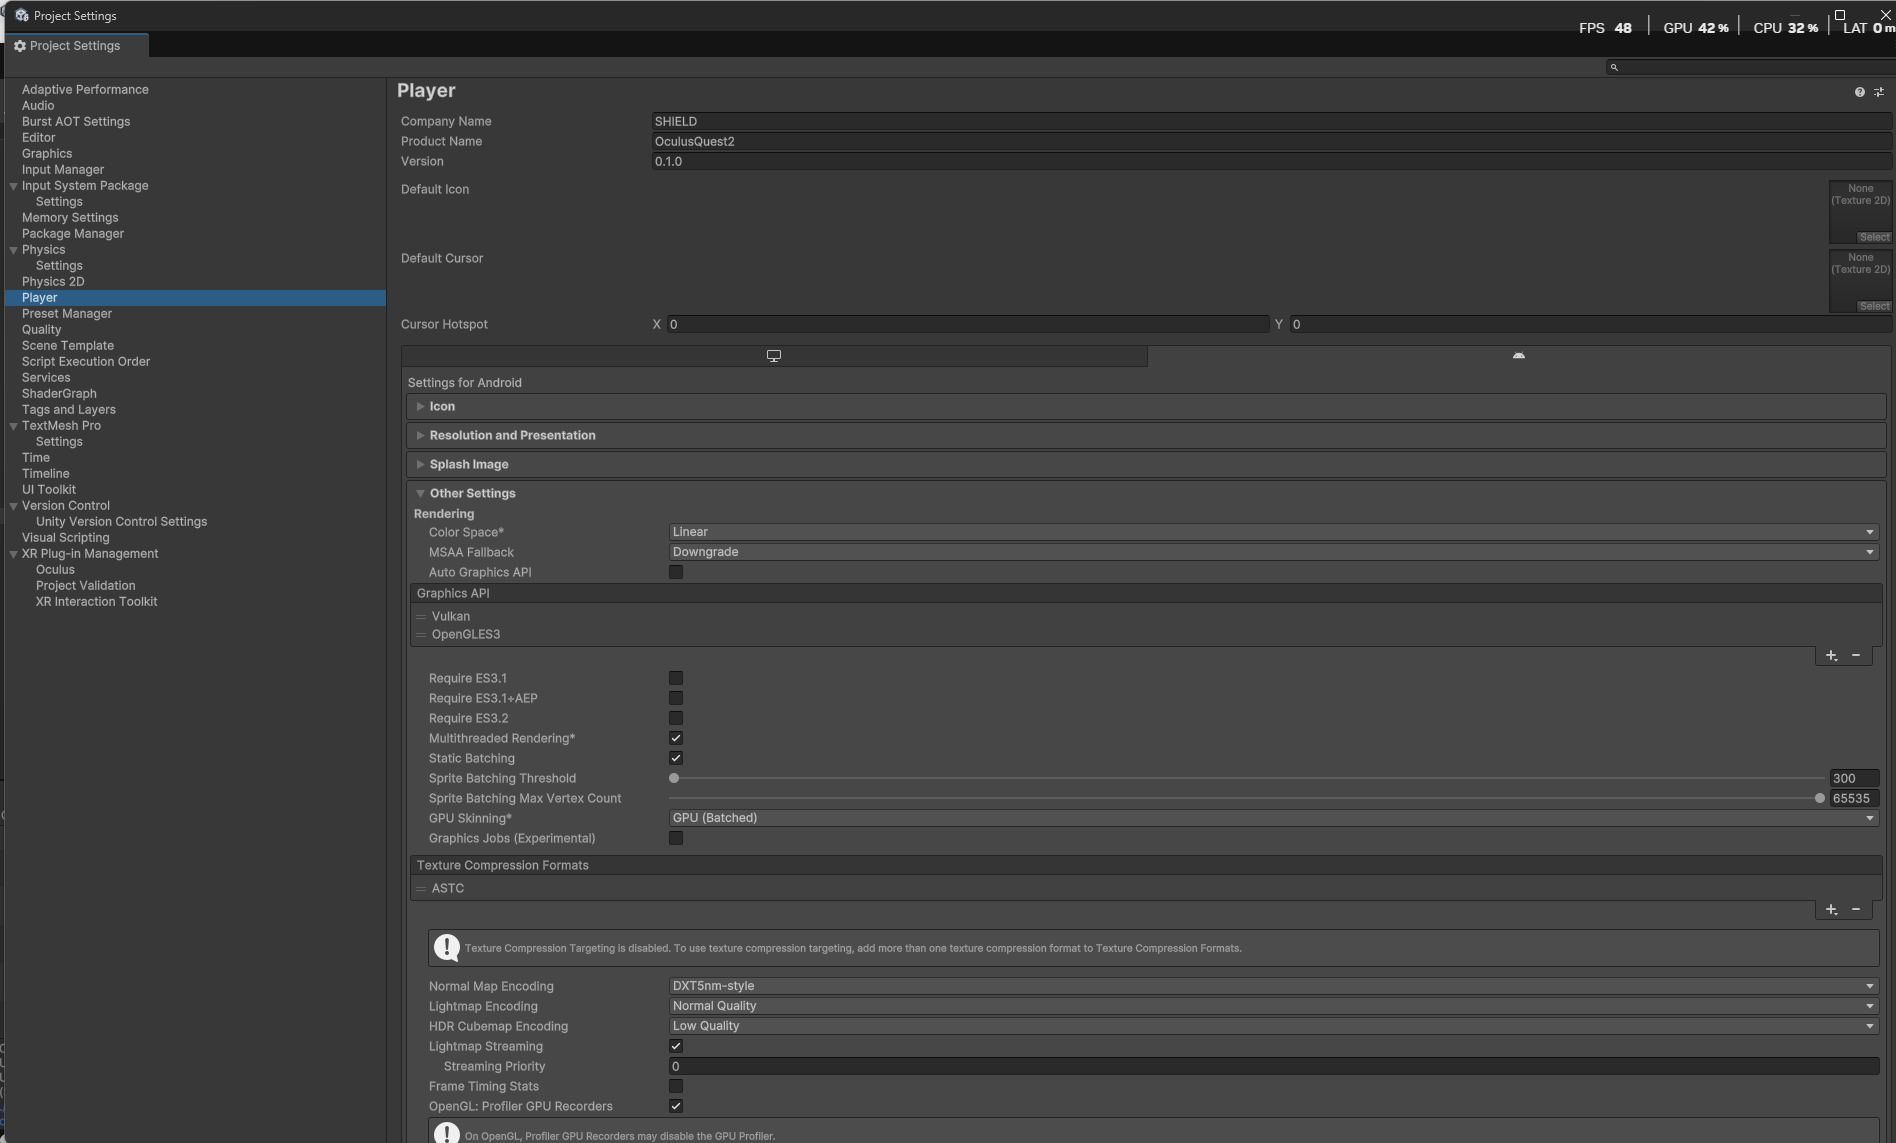 Project Settings
FPS 48 GPU 42 % CPU 32 % LAT 0 m
Project Settings
Adaptive Performance
Audio
Burst AOT Settings
Editor
Graphics
Input Manager
Input System Package
Settings
Memory Settings
Package Manager
Physics
Settings
Physics 2D
Player
Preset Manager
Quality
Scene Template
Script Execution Order
Services
ShaderGraph
Tags and Layers
TextMesh Pro
Settings
Time
Timeline
UI Toolkit
Version Control
Unity Version Control Settings
Visual Scripting
XR Plug-in Management
Oculus
Project Validation
XR Interaction Toolkit
Player
Company Name SHIELD
Product Name OculusQuest2
Version 0.1.0
Default Icon
None
(Texture 2D)
Select
Default Cursor
None
(Texture 2D)
Select
Cursor Hotspot X 0 Y 0
Settings for Android
Icon
Resolution and Presentation
Splash Image
Other Settings
Rendering
Color Space* Linear
MSAA Fallback Downgrade
Auto Graphics API
Graphics API
Vulkan
OpenGLES3
Require ES3.1
Require ES3.1+AEP
Require ES3.2
Multithreaded Rendering*
Static Batching
Sprite Batching Threshold 300
Sprite Batching Max Vertex Count 65535
GPU Skinning* GPU (Batched)
Graphics Jobs (Experimental)
Texture Compression Formats
ASTC
Texture Compression Targeting is disabled. To use texture compression targeting, add more than one texture compression format to Texture Compression Formats.
Normal Map Encoding DXT5nm-style
Lightmap Encoding Normal Quality
HDR Cubemap Encoding Low Quality
Lightmap Streaming
Streaming Priority 0
Frame Timing Stats
OpenGL: Profiler GPU Recorders
On OpenGL, Profiler GPU Recorders may disable the GPU Profiler.